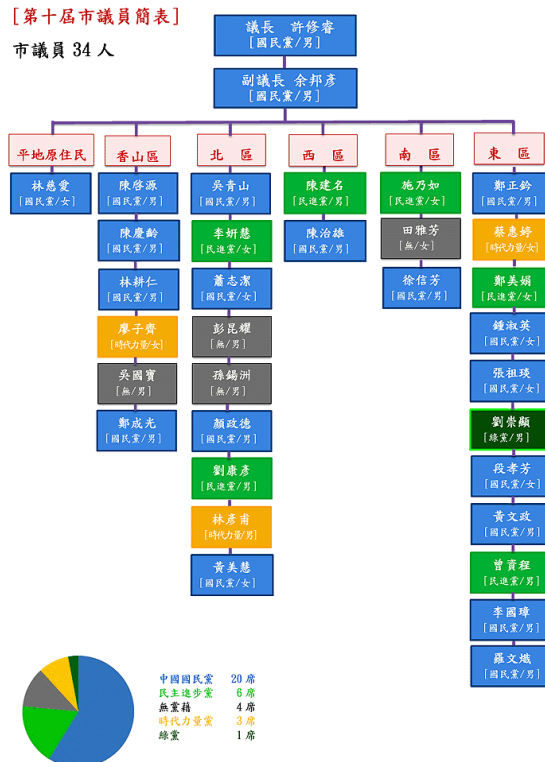 [第十屆市議員簡表]
市議員 34 人
議長 許修睿
[國民黨/男]
副議長 余邦彥
[國民黨/男]
平地原住民
林慈愛
[國民黨/女]
香山區
陳啓源
[國民黨/男]
陳慶齡
[國民黨/男]
林耕仁
[國民黨/男]
廖子齊
[時代力量/女]
吳國寶
[無/男]
鄭成光
[國民黨/男]
北 區
吳青山
[國民黨/男]
李妍慧
[民進黨/女]
蕭志潔
[國民黨/女]
彭昆耀
[無/男]
孫錫洲
[無/男]
顏政德
[國民黨/男]
劉康彥
[民進黨/男]
林彥甫
[時代力量/男]
黃美慧
[國民黨/女]
西 區
陳建名
[民進黨/男]
陳治雄
[國民黨/男]
南 區
施乃如
[民進黨/女]
田雅芳
[無/女]
徐信芳
[國民黨/男]
東 區
鄭正鈐
[國民黨/男]
蔡惠婷
[時代力量/女]
鄭美娟
[民進黨/女]
鍾淑英
[國民黨/女]
張祖琰
[國民黨/女]
劉崇顯
[綠黨/男]
段孝芳
[國民黨/女]
黃文政
[國民黨/男]
曾資程
[民進黨/男]
李國璋
[國民黨/男]
羅文熾
[國民黨/男]
中國國民黨 20 席
民主進步黨 6 席
無黨籍 4 席
時代力量黨 3 席
綠黨 1 席